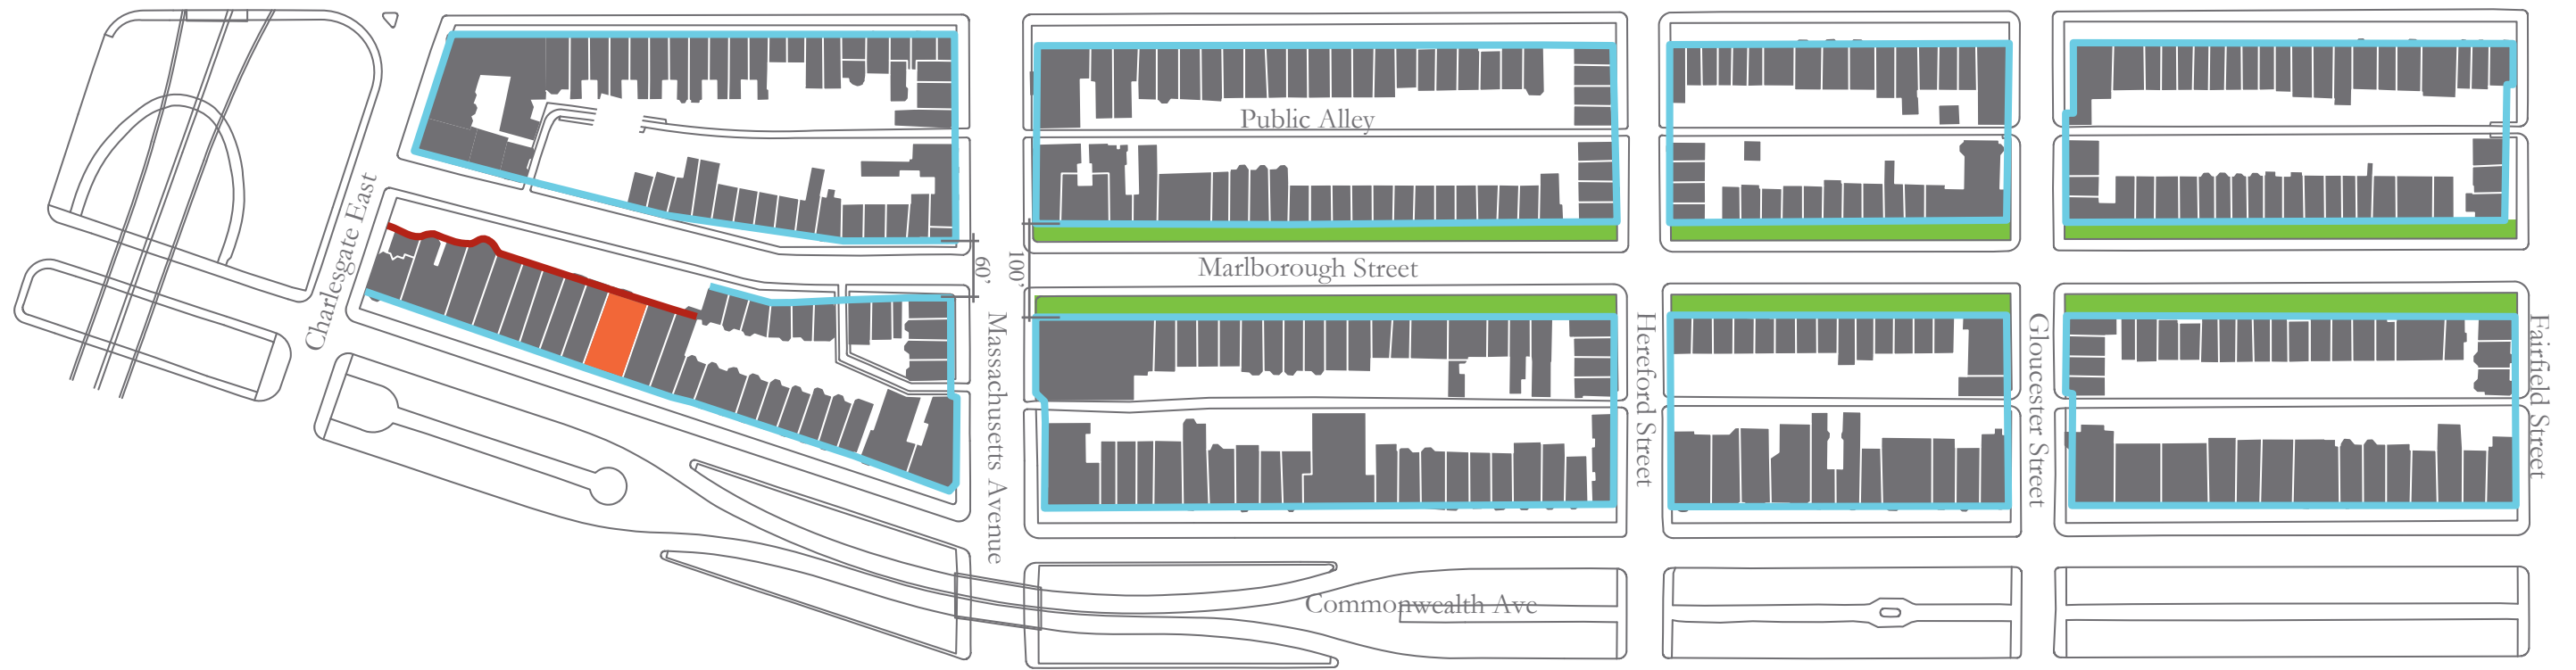 Public Alley
Charlesgate East
60'
100'
Marlborough Street
Massachusetts Avenue
Hereford Street
Gloucester Street
Fairfield Street
Commonwealth Ave